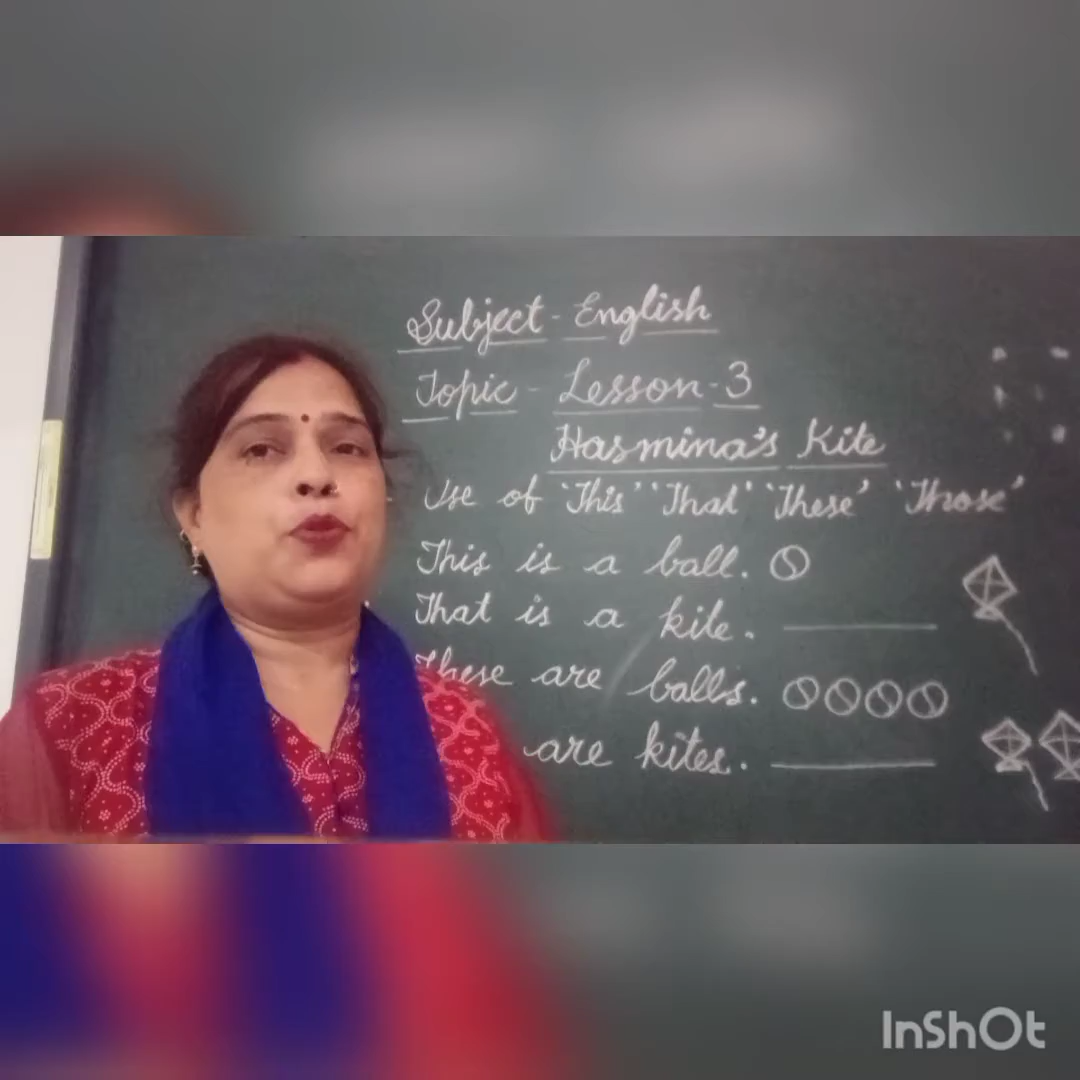 Subject - English
Topic - Lesson - 3
Hasmina's Kite
Use of 'This' 'That' 'These' 'Those'
This is a ball.
That is a kite.
These are balls.
are kites.
InShOt